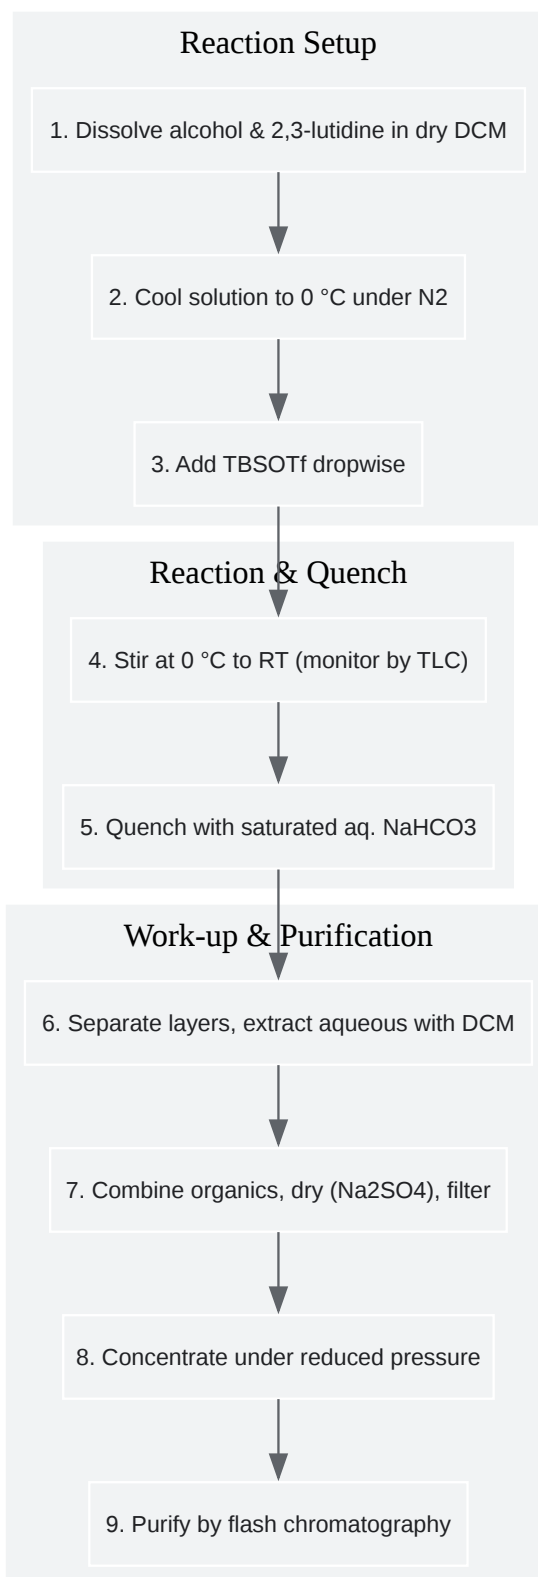 Reaction Setup
1. Dissolve alcohol & 2,3-lutidine in dry DCM
2. Cool solution to 0 °C under N2
3. Add TBSOTf dropwise
Reaction & Quench
4. Stir at 0 °C to RT (monitor by TLC)
5. Quench with saturated aq. NaHCO3
Work-up & Purification
6. Separate layers, extract aqueous with DCM
7. Combine organics, dry (Na2SO4), filter
8. Concentrate under reduced pressure
9. Purify by flash chromatography